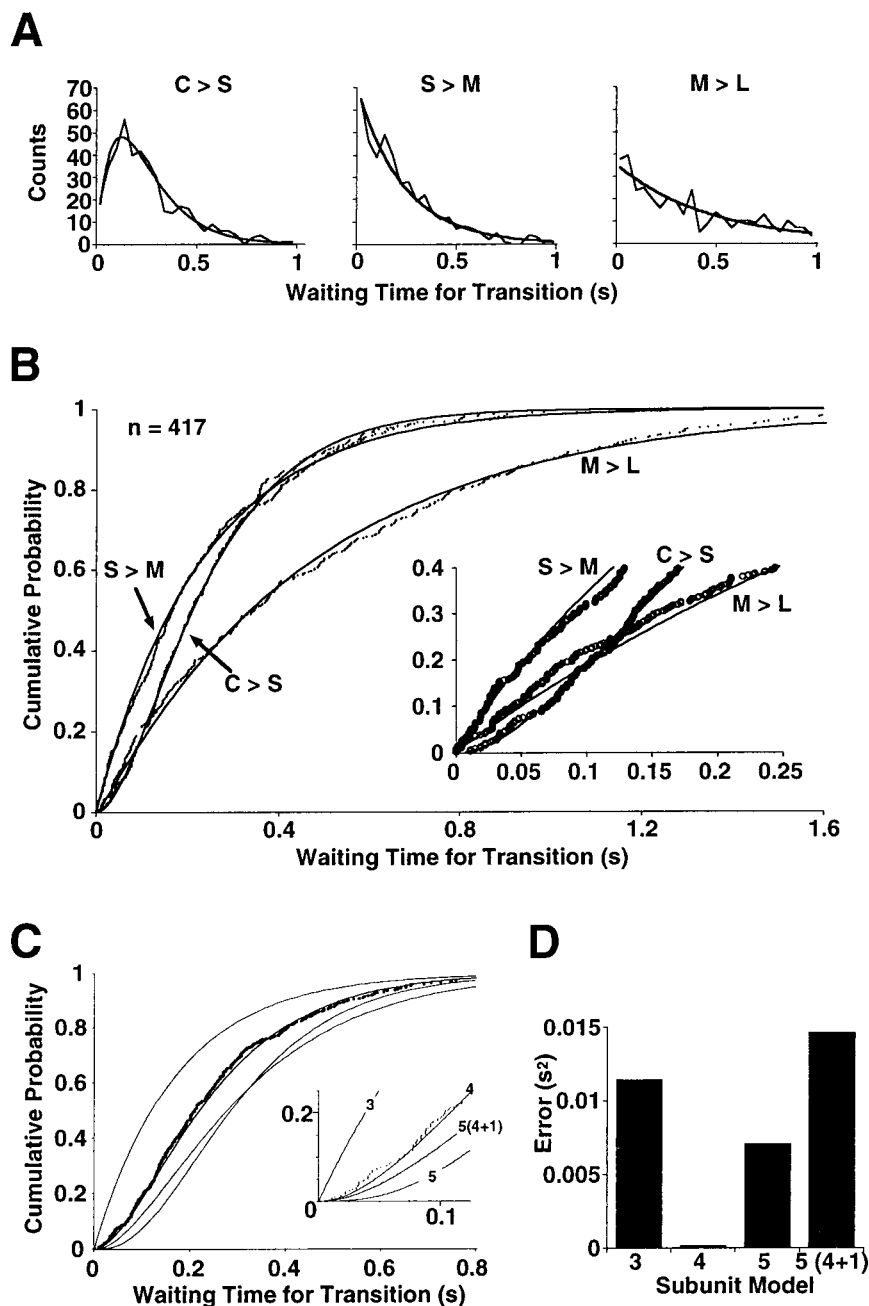 A
C > S
S > M
M > L
70
60
50
40
30
20
10
0
Counts
0 0.5 1
0 0.5 1
0 0.5 1
Waiting Time for Transition (s)
B
n = 417
1
0.8
0.6
0.4
0.2
0
Cumulative Probability
S > M
C > S
M > L
0 0.4 0.8 1.2 1.6
Waiting Time for Transition (s)
S > M
C > S
M > L
0.4
0.3
0.2
0.1
0
0 0.05 0.1 0.15 0.2 0.25
C
1
0.8
0.6
0.4
0.2
0
Cumulative Probability
0 0.2 0.4 0.6 0.8
Waiting Time for Transition (s)
0.2
0
3
4
5(4+1)
5
0.1
D
0.015
0.010
0.005
0
Error (s²)
3 4 5 5 (4+1)
Subunit Model